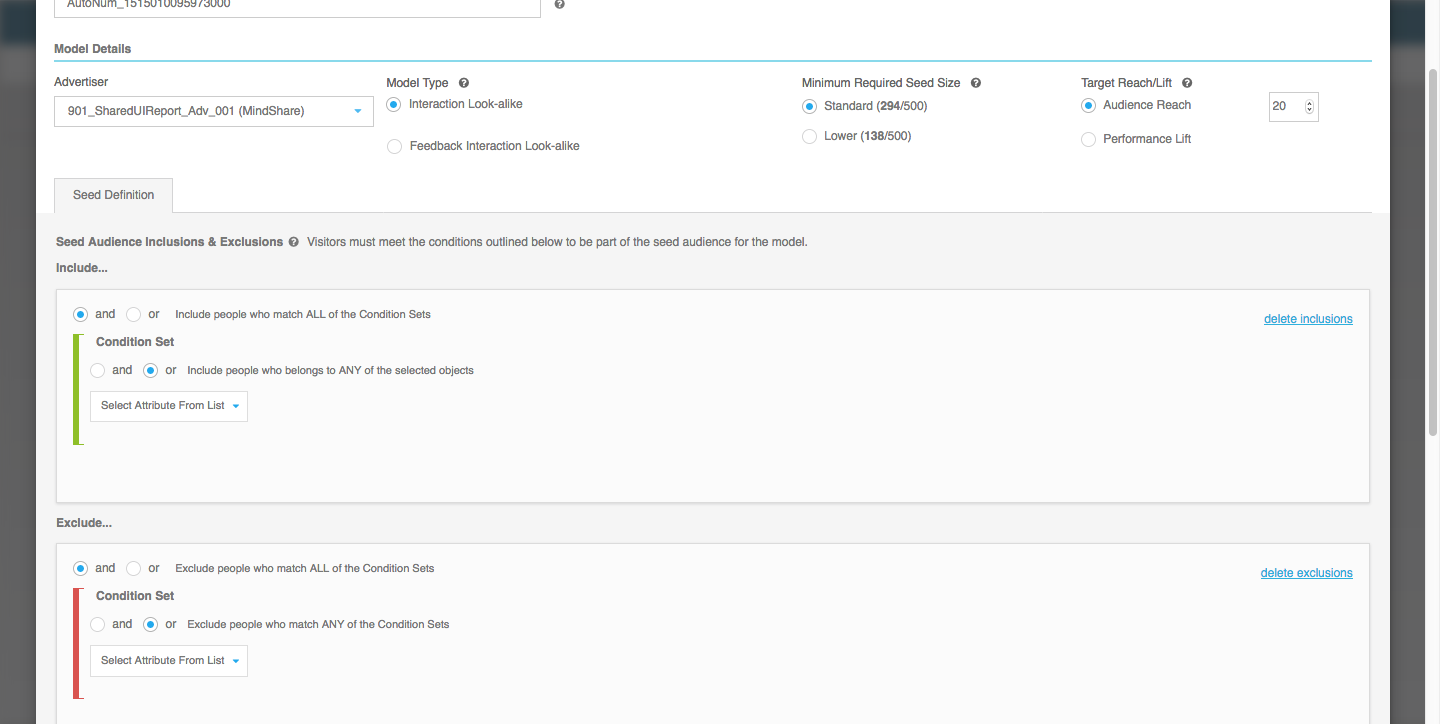 AutoNum_1515010095973000
Model Details
Advertiser
901_SharedUIReport_Adv_001 (MindShare)
Model Type
Interaction Look-alike
Feedback Interaction Look-alike
Minimum Required Seed Size
Standard (294/500)
Lower (138/500)
Target Reach/Lift
Audience Reach
20
Performance Lift
Seed Definition
Seed Audience Inclusions & Exclusions Visitors must meet the conditions outlined below to be part of the seed audience for the model.
Include...
and or Include people who match ALL of the Condition Sets
delete inclusions
Condition Set
and or Include people who belongs to ANY of the selected objects
Select Attribute From List
Exclude...
and or Exclude people who match ALL of the Condition Sets
delete exclusions
Condition Set
and or Exclude people who match ANY of the Condition Sets
Select Attribute From List